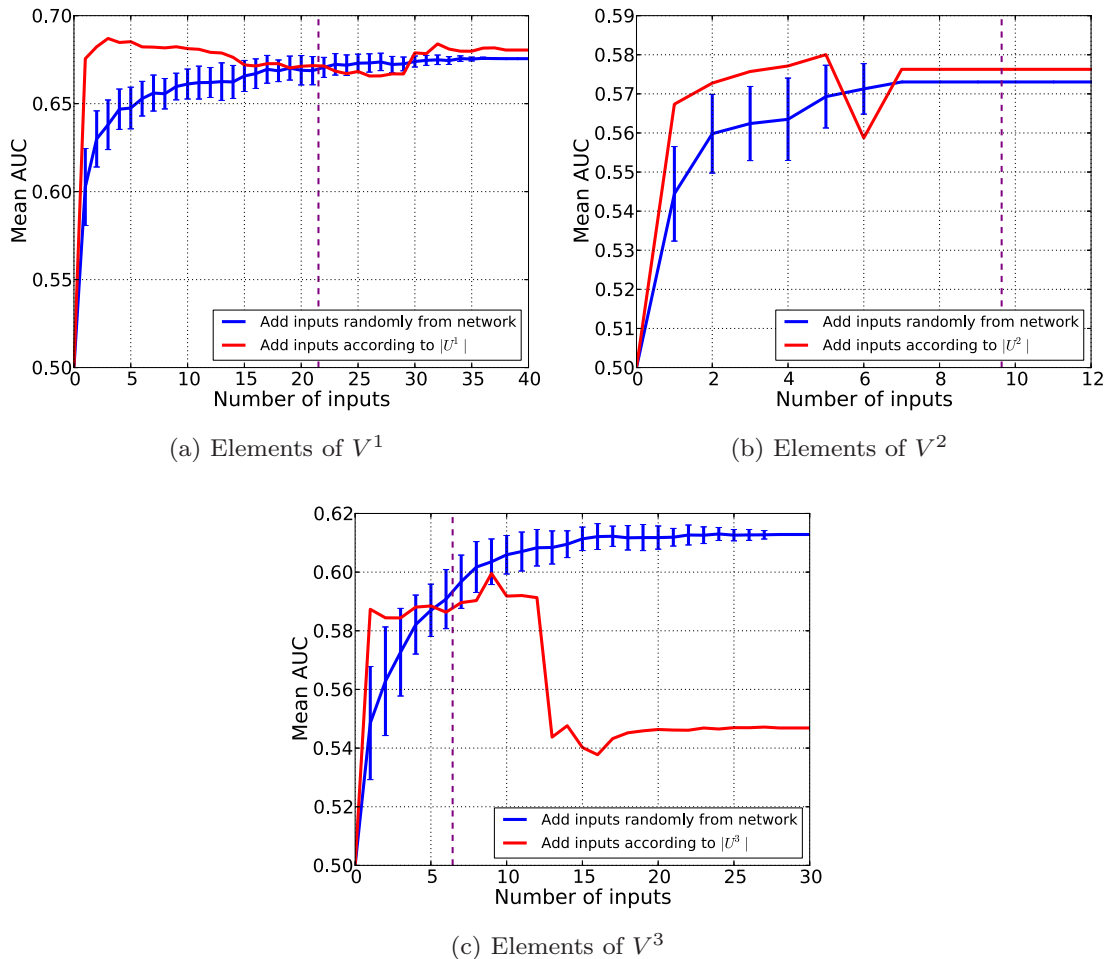 0.70
0.65
0.60
0.55
0.50
Mean AUC
0 5 10 15 20 25 30 35 40
Number of inputs
Add inputs randomly from network
Add inputs according to |U^1|
(a) Elements of V^1
0.59
0.58
0.57
0.56
0.55
0.54
0.53
0.52
0.51
0.50
Mean AUC
0 2 4 6 8 10 12
Number of inputs
Add inputs randomly from network
Add inputs according to |U^2|
(b) Elements of V^2
0.62
0.60
0.58
0.56
0.54
0.52
0.50
Mean AUC
0 5 10 15 20 25 30
Number of inputs
Add inputs randomly from network
Add inputs according to |U^3|
(c) Elements of V^3